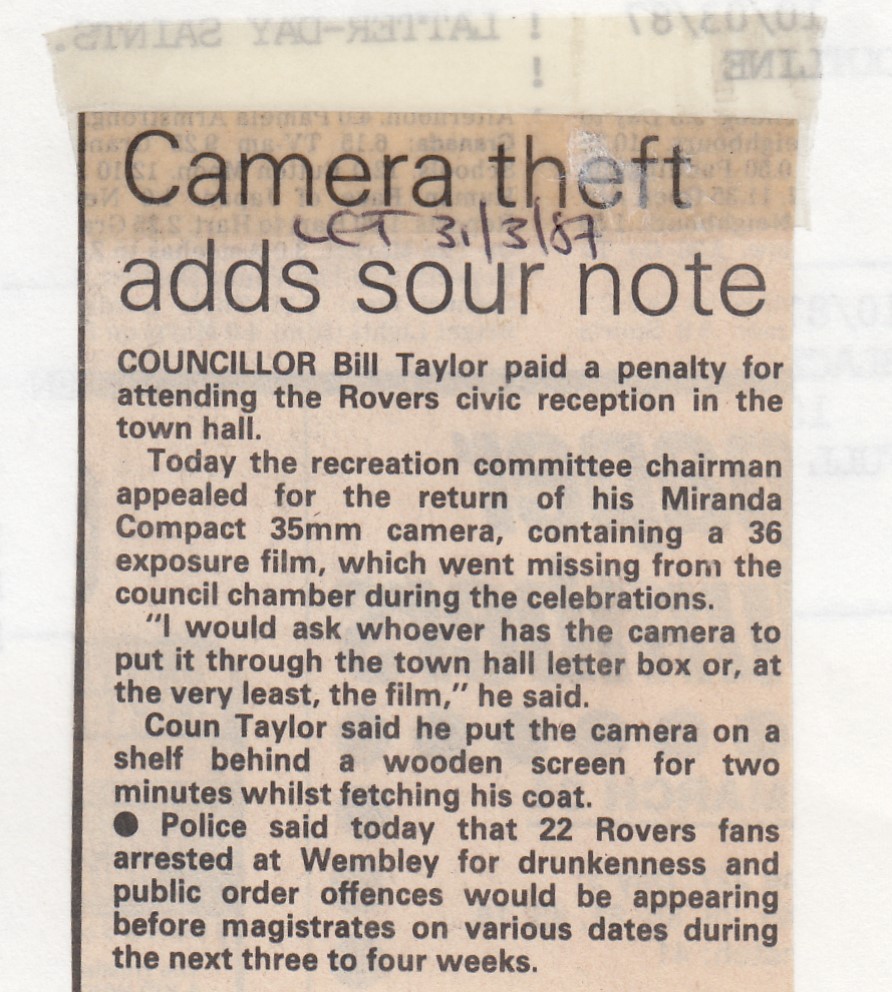 10/03/87 ! LATTER-DAY SAINTS.
!
Camera theft
LET 31/3/87
adds sour note
COUNCILLOR Bill Taylor paid a penalty for
attending the Rovers civic reception in the
town hall.
Today the recreation committee chairman
appealed for the return of his Miranda
Compact 35mm camera, containing a 36
exposure film, which went missing from the
council chamber during the celebrations.
"I would ask whoever has the camera to
put it through the town hall letter box or, at
the very least, the film," he said.
Coun Taylor said he put the camera on a
shelf behind a wooden screen for two
minutes whilst fetching his coat.
● Police said today that 22 Rovers fans
arrested at Wembley for drunkenness and
public order offences would be appearing
before magistrates on various dates during
the next three to four weeks.